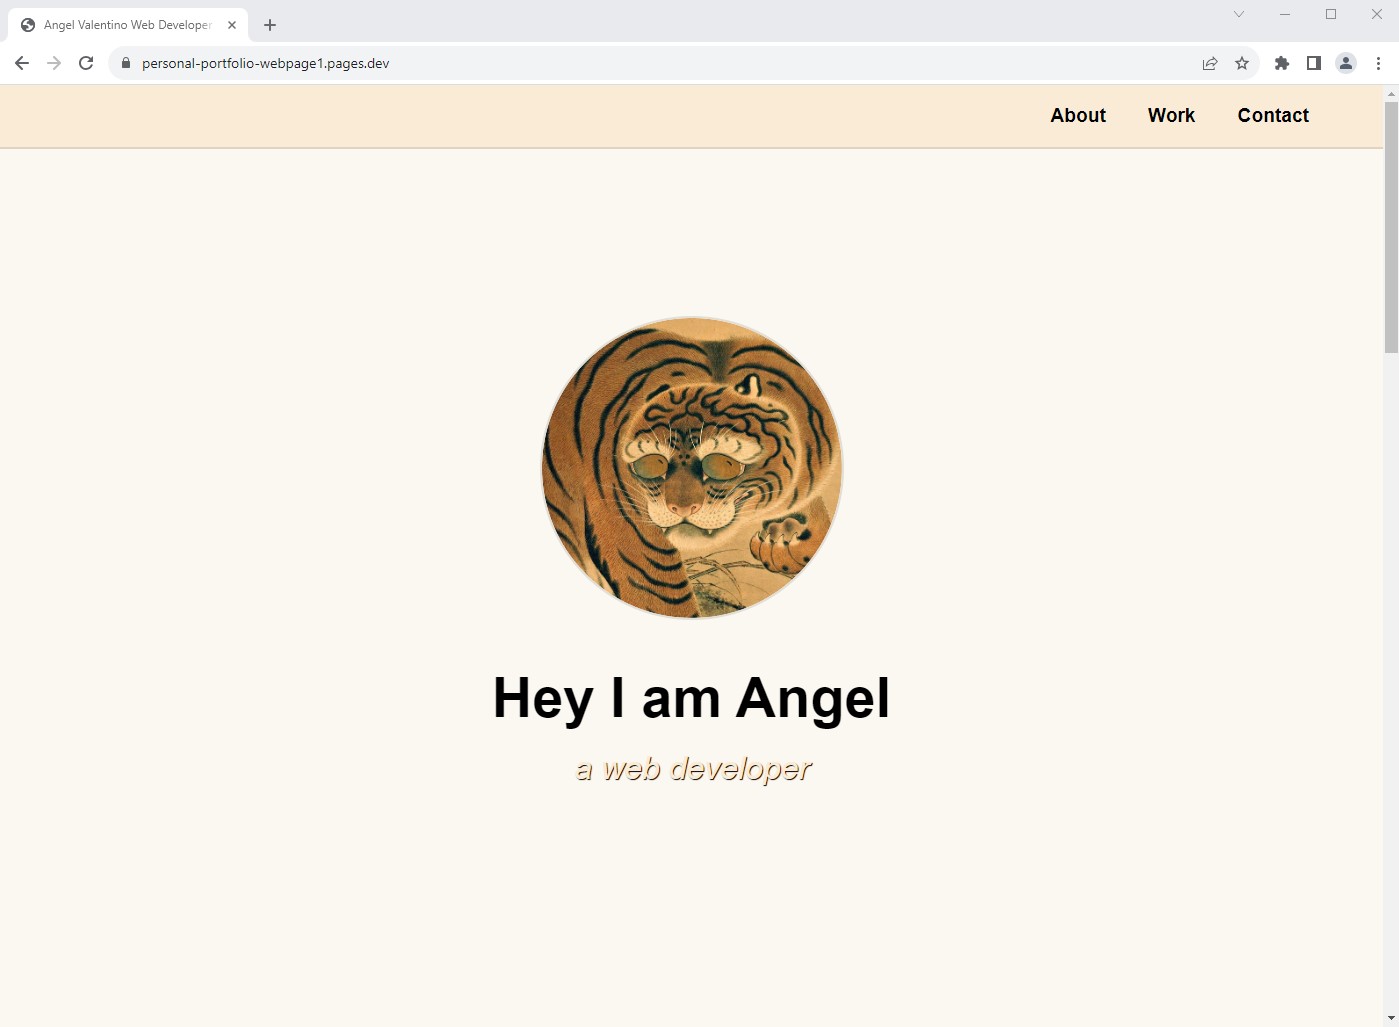 Angel Valentino Web Developer
personal-portfolio-webpage1.pages.dev
About Work Contact
Hey I am Angel
a web developer